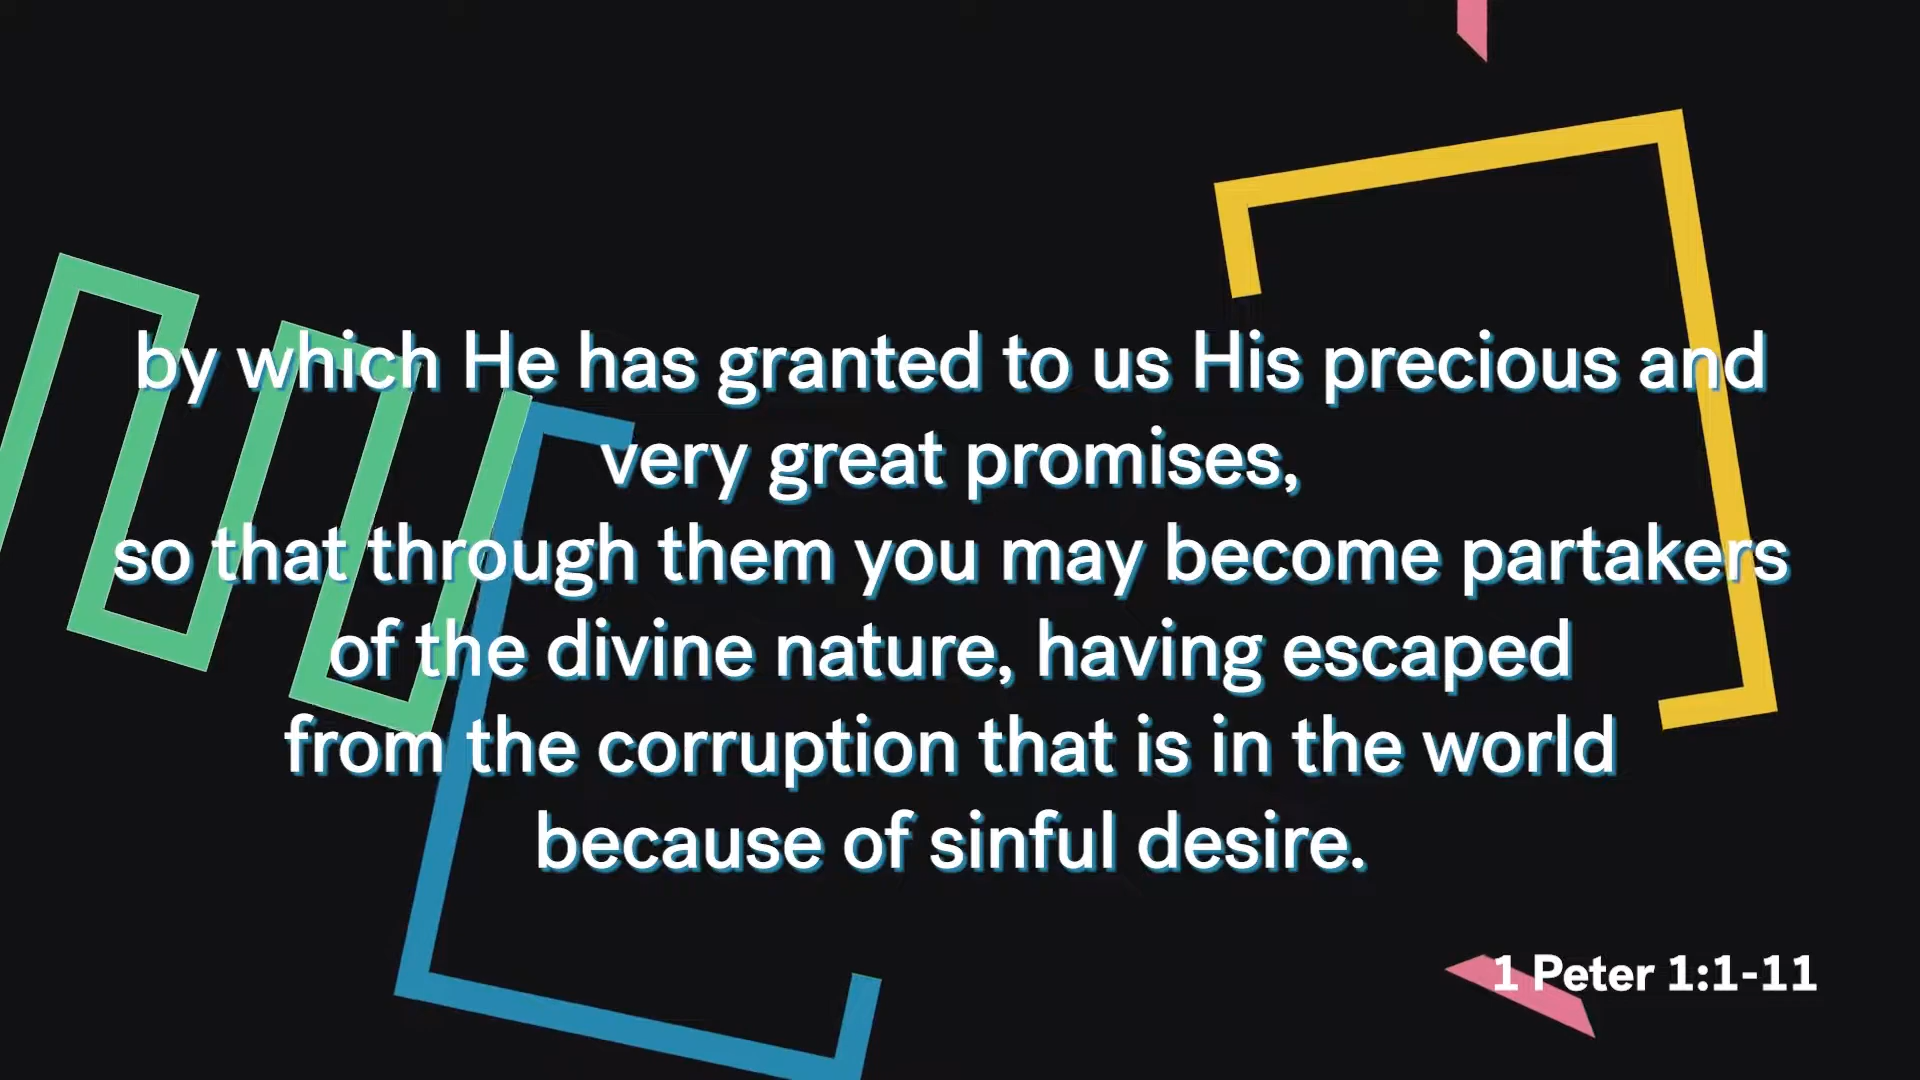 by which He has granted to us His precious and
very great promises,
so that through them you may become partakers
of the divine nature, having escaped
from the corruption that is in the world
because of sinful desire.
1 Peter 1:1-11